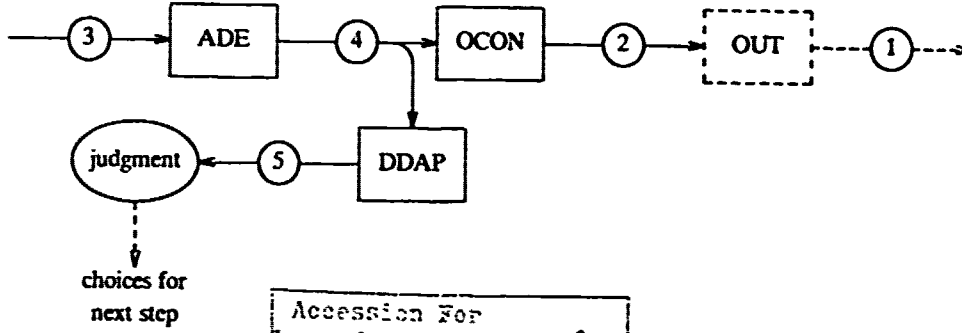 3 ADE 4 OCON 2 OUT 1
judgment 5 DDAP
choices for
next step
Accession For